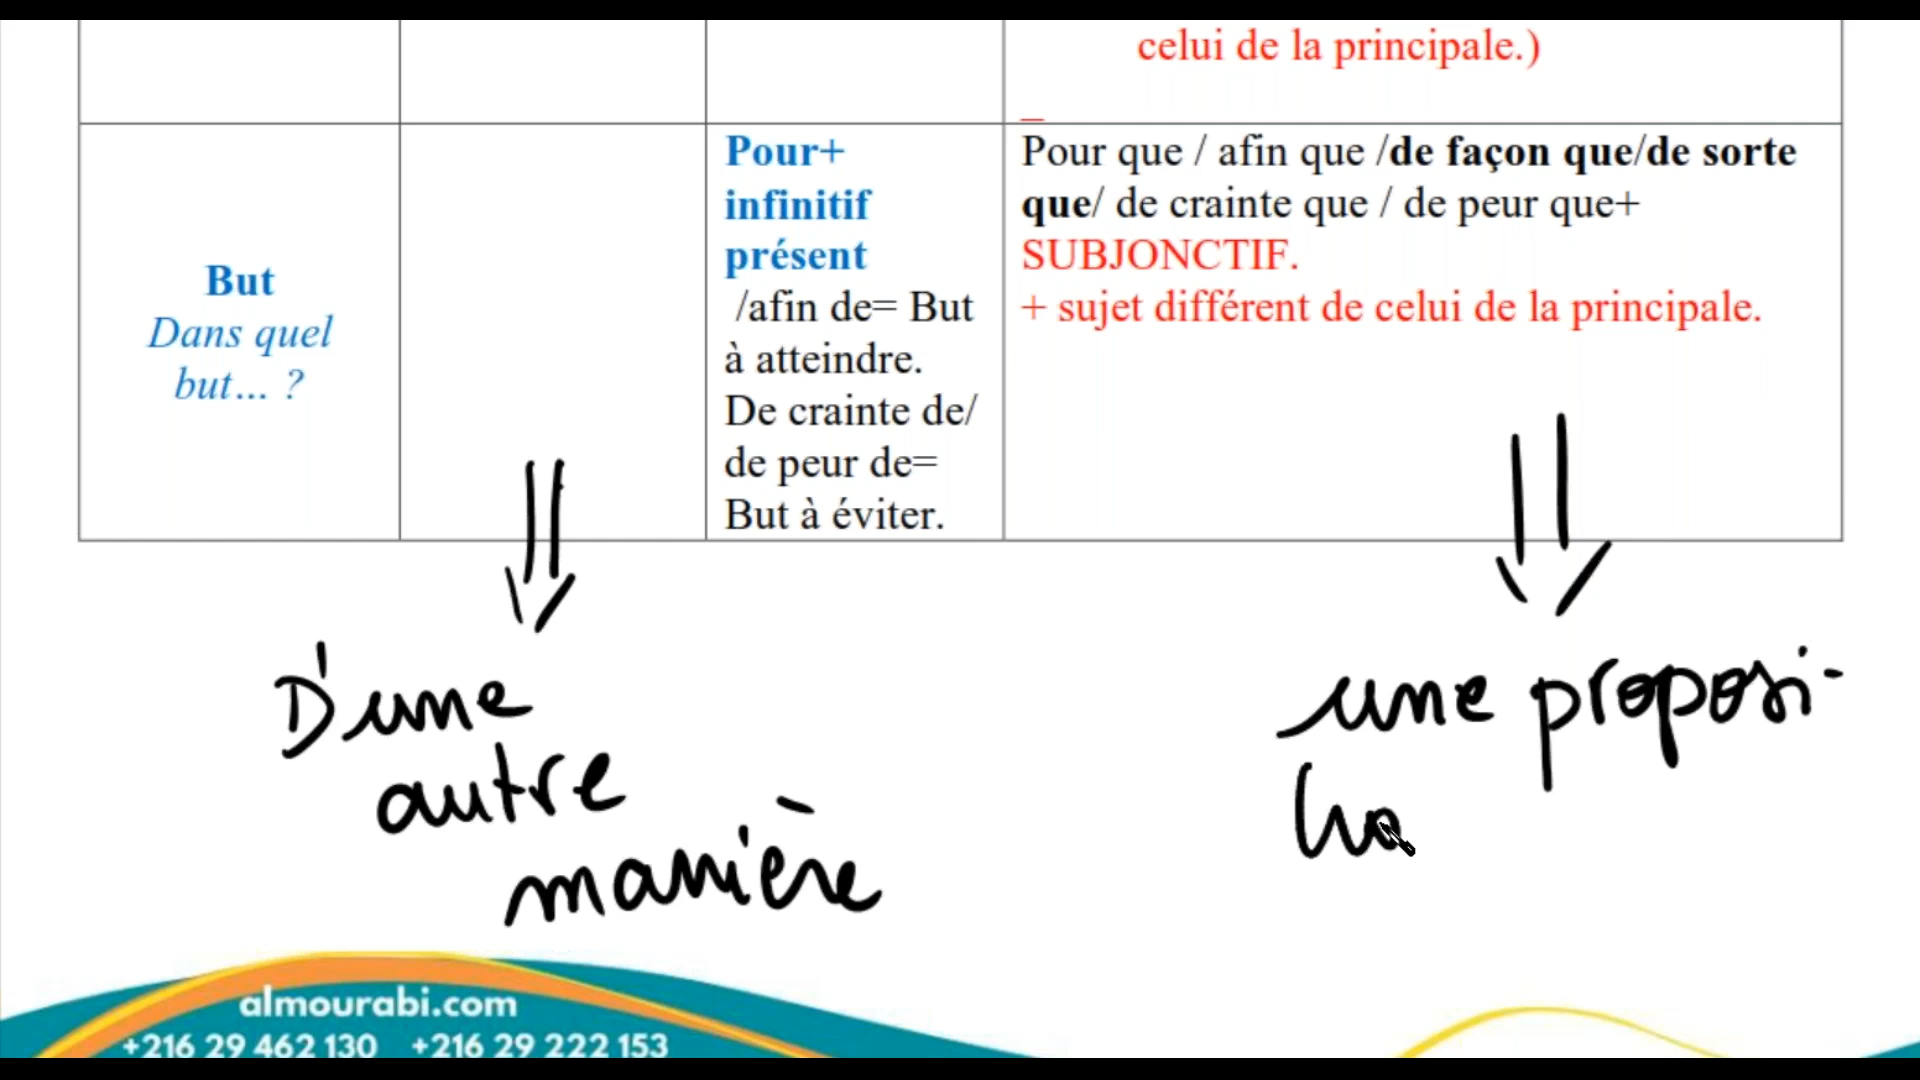 celui de la principale.)
_
But
Dans quel
but... ?
Pour+
infinitif
présent
/afin de= But
à atteindre.
De crainte de/
de peur de=
But à éviter.
Pour que / afin que /de façon que/de sorte
que/ de crainte que / de peur que+
SUBJONCTIF.
+ sujet différent de celui de la principale.
D'une
autre
manière
une proposi-
tio
almourabi.com
+216 29 462 130 +216 29 222 153